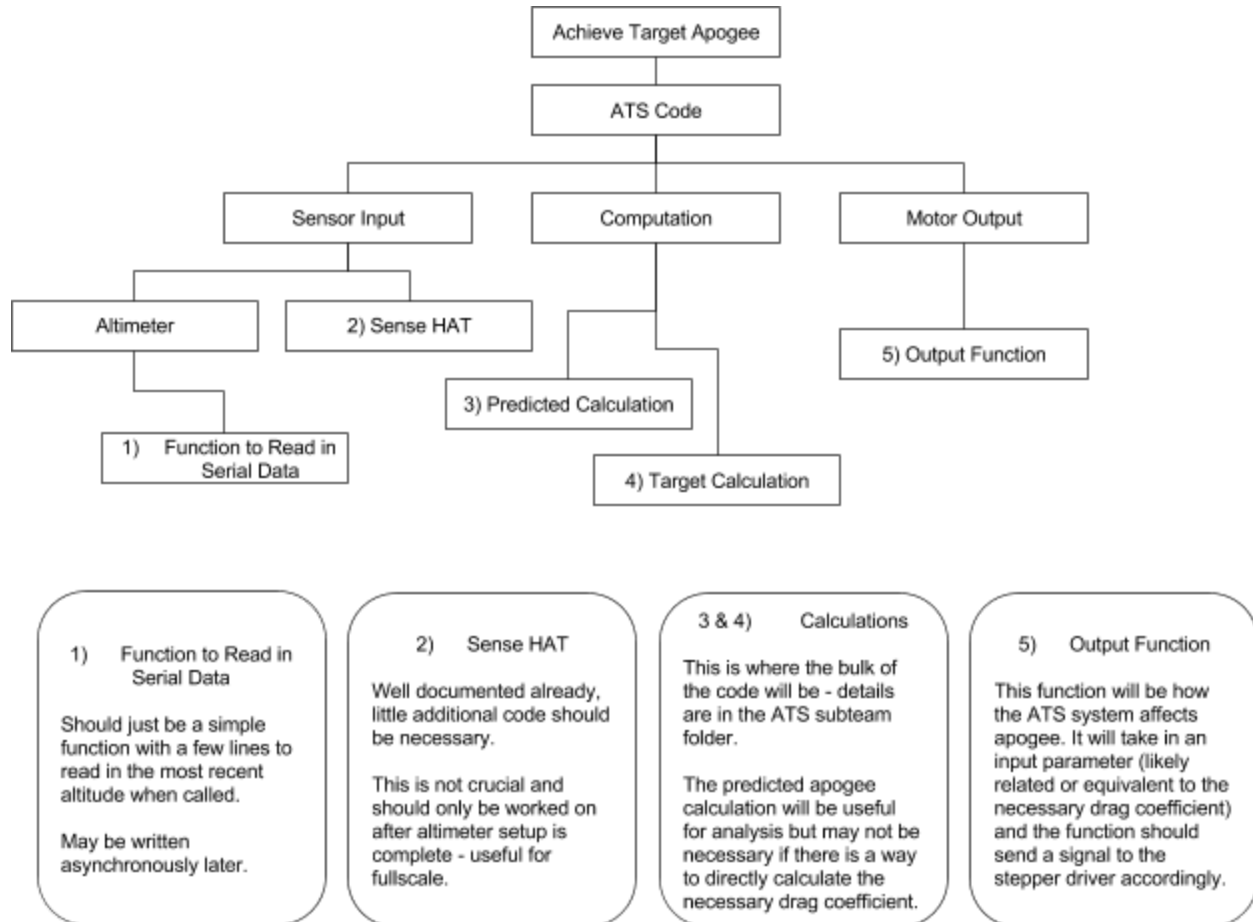 Achieve Target Apogee
ATS Code
Sensor Input
Computation
Motor Output
Altimeter
2) Sense HAT
5) Output Function
3) Predicted Calculation
1) Function to Read in
Serial Data
4) Target Calculation
1) Function to Read in
Serial Data
Should just be a simple
function with a few lines to
read in the most recent
altitude when called.
May be written
asynchronously later.
2) Sense HAT
Well documented already,
little additional code should
be necessary.
This is not crucial and
should only be worked on
after altimeter setup is
complete - useful for
fullscale.
3 & 4) Calculations
This is where the bulk of
the code will be - details
are in the ATS subteam
folder.
The predicted apogee
calculation will be useful
for analysis but may not be
necessary if there is a way
to directly calculate the
necessary drag coefficient.
5) Output Function
This function will be how
the ATS system affects
apogee. It will take in an
input parameter (likely
related or equivalent to the
necessary drag coefficient)
and the function should
send a signal to the
stepper driver accordingly.